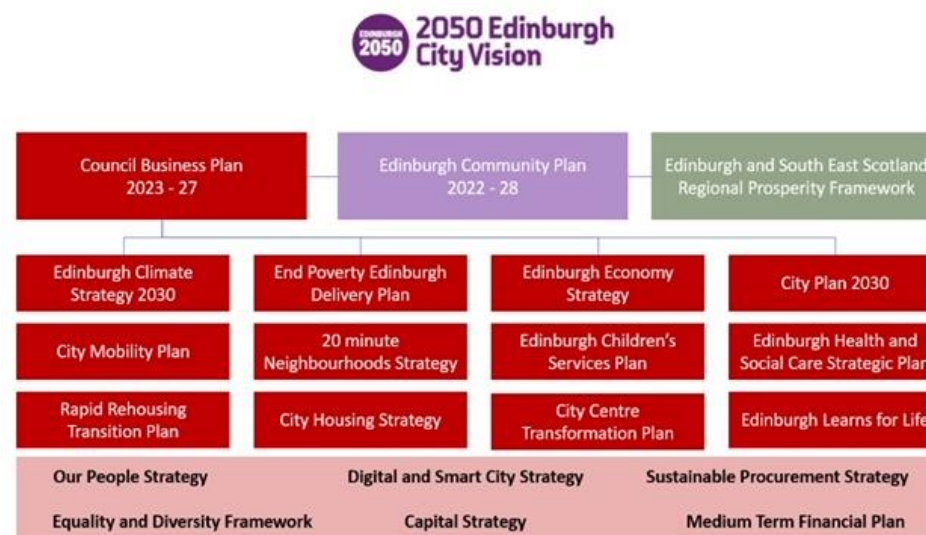 EDINBURGH
2050
2050 Edinburgh
City Vision
Council Business Plan
2023 - 27
Edinburgh Community Plan
2022 - 28
Edinburgh and South East Scotland
Regional Prosperity Framework
Edinburgh Climate
Strategy 2030
End Poverty Edinburgh
Delivery Plan
Edinburgh Economy
Strategy
City Plan 2030
City Mobility Plan
20 minute
Neighbourhoods Strategy
Edinburgh Children's
Services Plan
Edinburgh Health and
Social Care Strategic Plan
Rapid Rehousing
Transition Plan
City Housing Strategy
City Centre
Transformation Plan
Edinburgh Learns for Life
Our People Strategy
Digital and Smart City Strategy
Sustainable Procurement Strategy
Equality and Diversity Framework
Capital Strategy
Medium Term Financial Plan